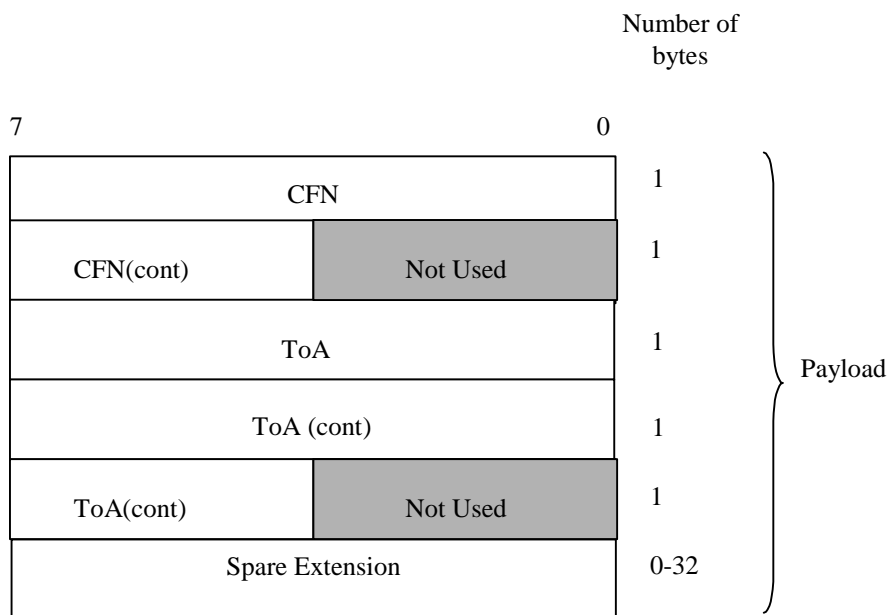 Number of
bytes
7 0
CFN 1
CFN(cont) Not Used 1
ToA 1
Payload
ToA (cont) 1
ToA(cont) Not Used 1
Spare Extension 0-32